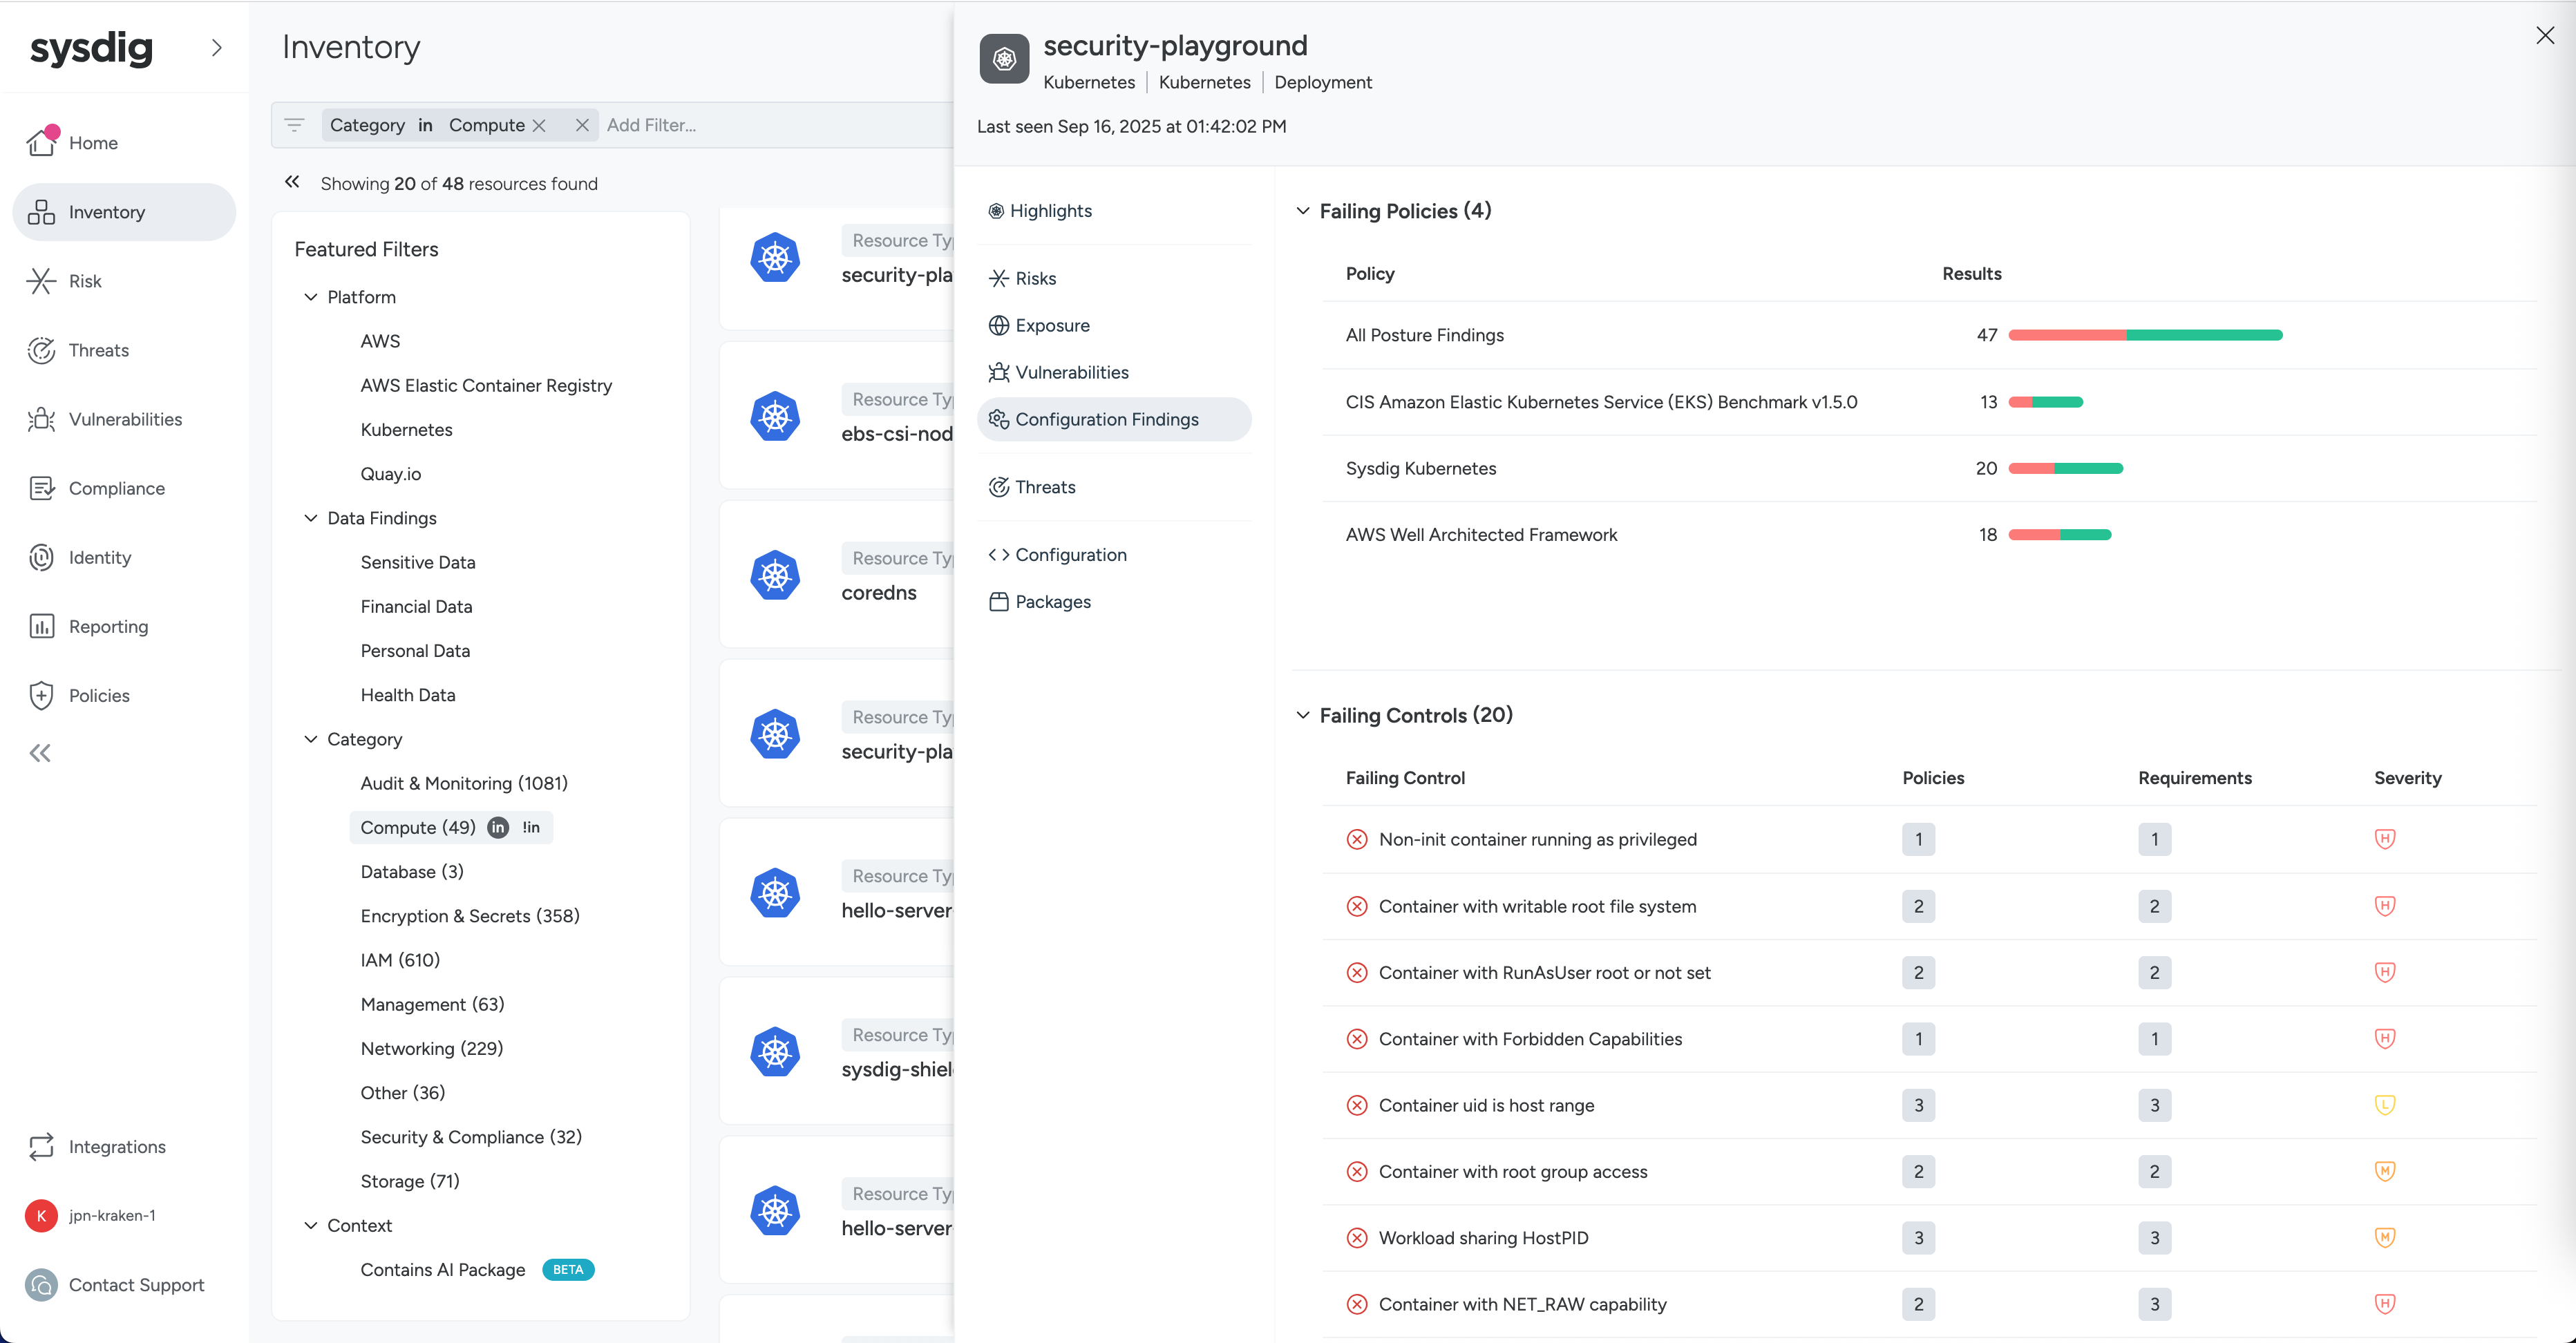 sysdig
Home
Inventory
Risk
Threats
Vulnerabilities
Compliance
Identity
Reporting
Policies
Integrations
K jpn-kraken-1
Contact Support
Inventory
Category in Compute
Add Filter...
Showing 20 of 48 resources found
Featured Filters
Platform
AWS
AWS Elastic Container Registry
Kubernetes
Quay.io
Data Findings
Sensitive Data
Financial Data
Personal Data
Health Data
Category
Audit & Monitoring (1081)
Compute (49) in !in
Database (3)
Encryption & Secrets (358)
IAM (610)
Management (63)
Networking (229)
Other (36)
Security & Compliance (32)
Storage (71)
Context
Contains AI Package BETA
Resource Typ
security-pla
Resource Typ
ebs-csi-nod
Resource Typ
coredns
Resource Typ
security-pla
Resource Typ
hello-server-
Resource Typ
sysdig-shiel
Resource Typ
hello-server-
security-playground
Kubernetes Kubernetes Deployment
Last seen Sep 16, 2025 at 01:42:02 PM
Highlights
Risks
Exposure
Vulnerabilities
Configuration Findings
Threats
Configuration
Packages
Failing Policies (4)
Policy Results
All Posture Findings 47
CIS Amazon Elastic Kubernetes Service (EKS) Benchmark v1.5.0 13
Sysdig Kubernetes 20
AWS Well Architected Framework 18
Failing Controls (20)
Failing Control Policies Requirements Severity
Non-init container running as privileged 1 1 H
Container with writable root file system 2 2 H
Container with RunAsUser root or not set 2 2 H
Container with Forbidden Capabilities 1 1 H
Container uid is host range 3 3 L
Container with root group access 2 2 M
Workload sharing HostPID 3 3 M
Container with NET_RAW capability 2 3 H